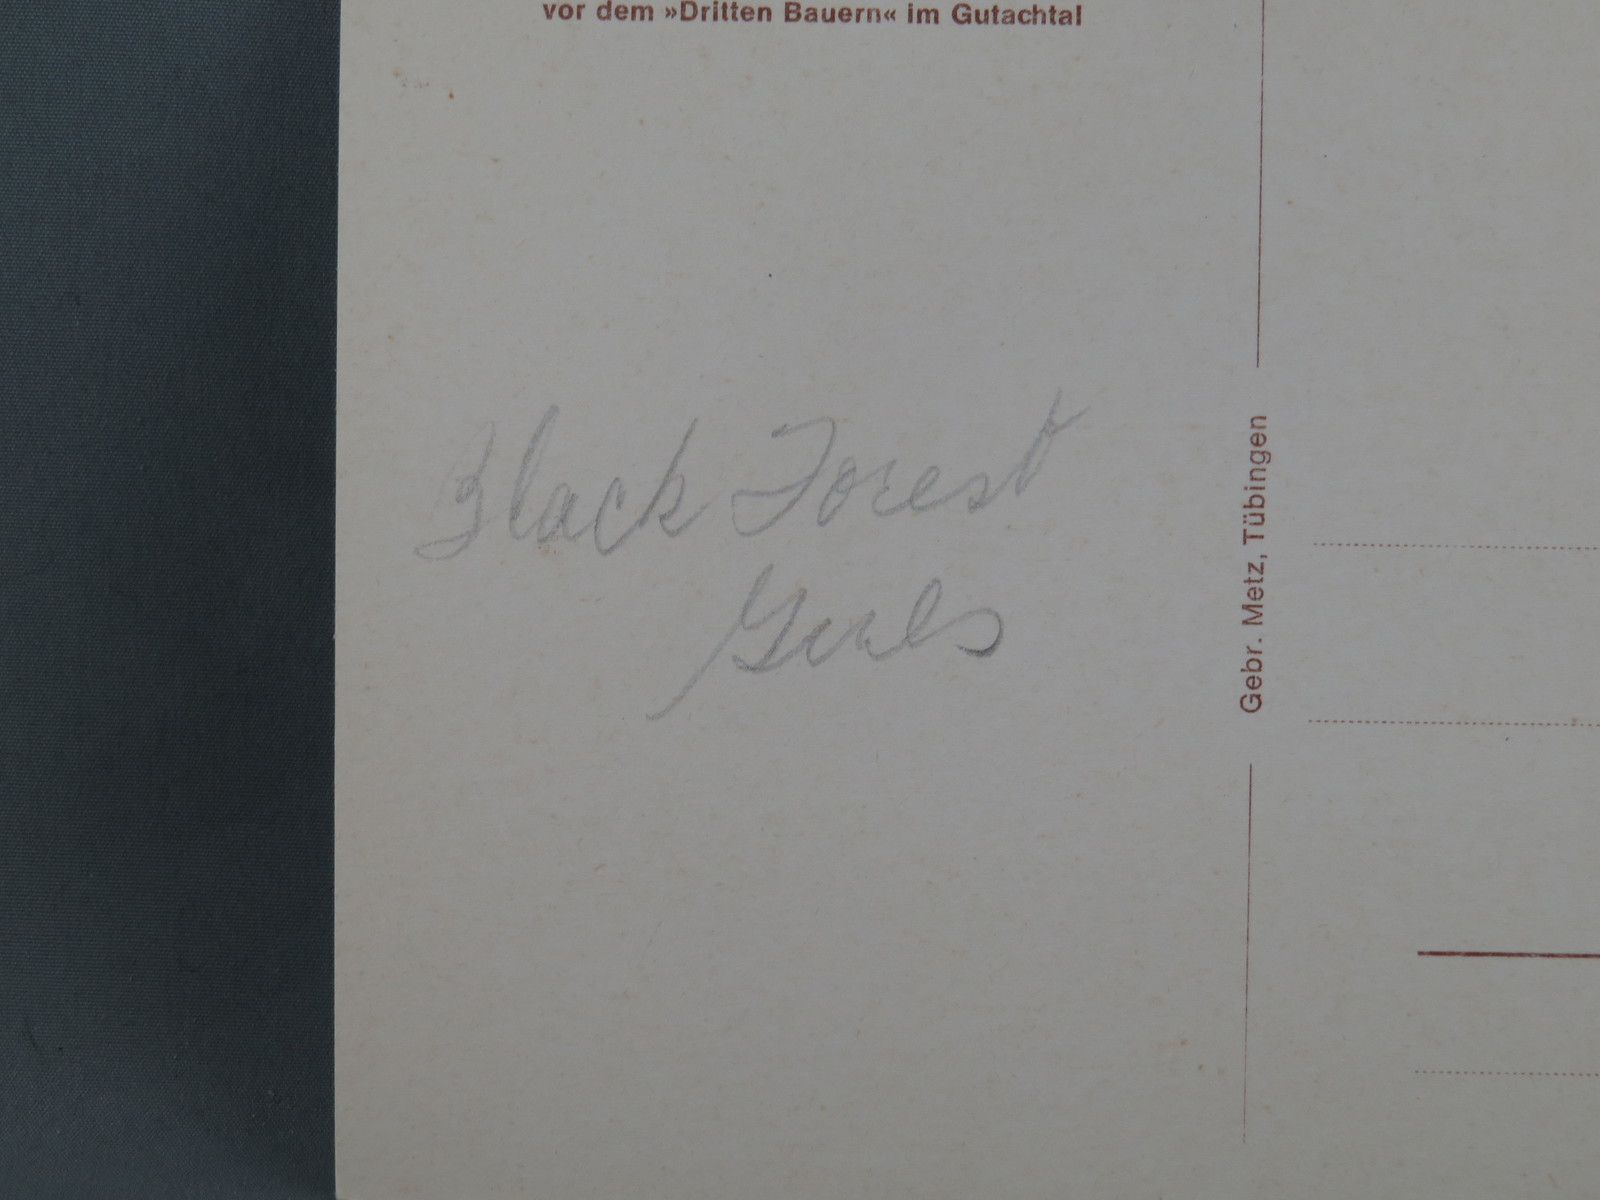 vor dem »Dritten Bauern« im Gutachtal
Black Forest
Girls
Gebr. Metz, Tübingen